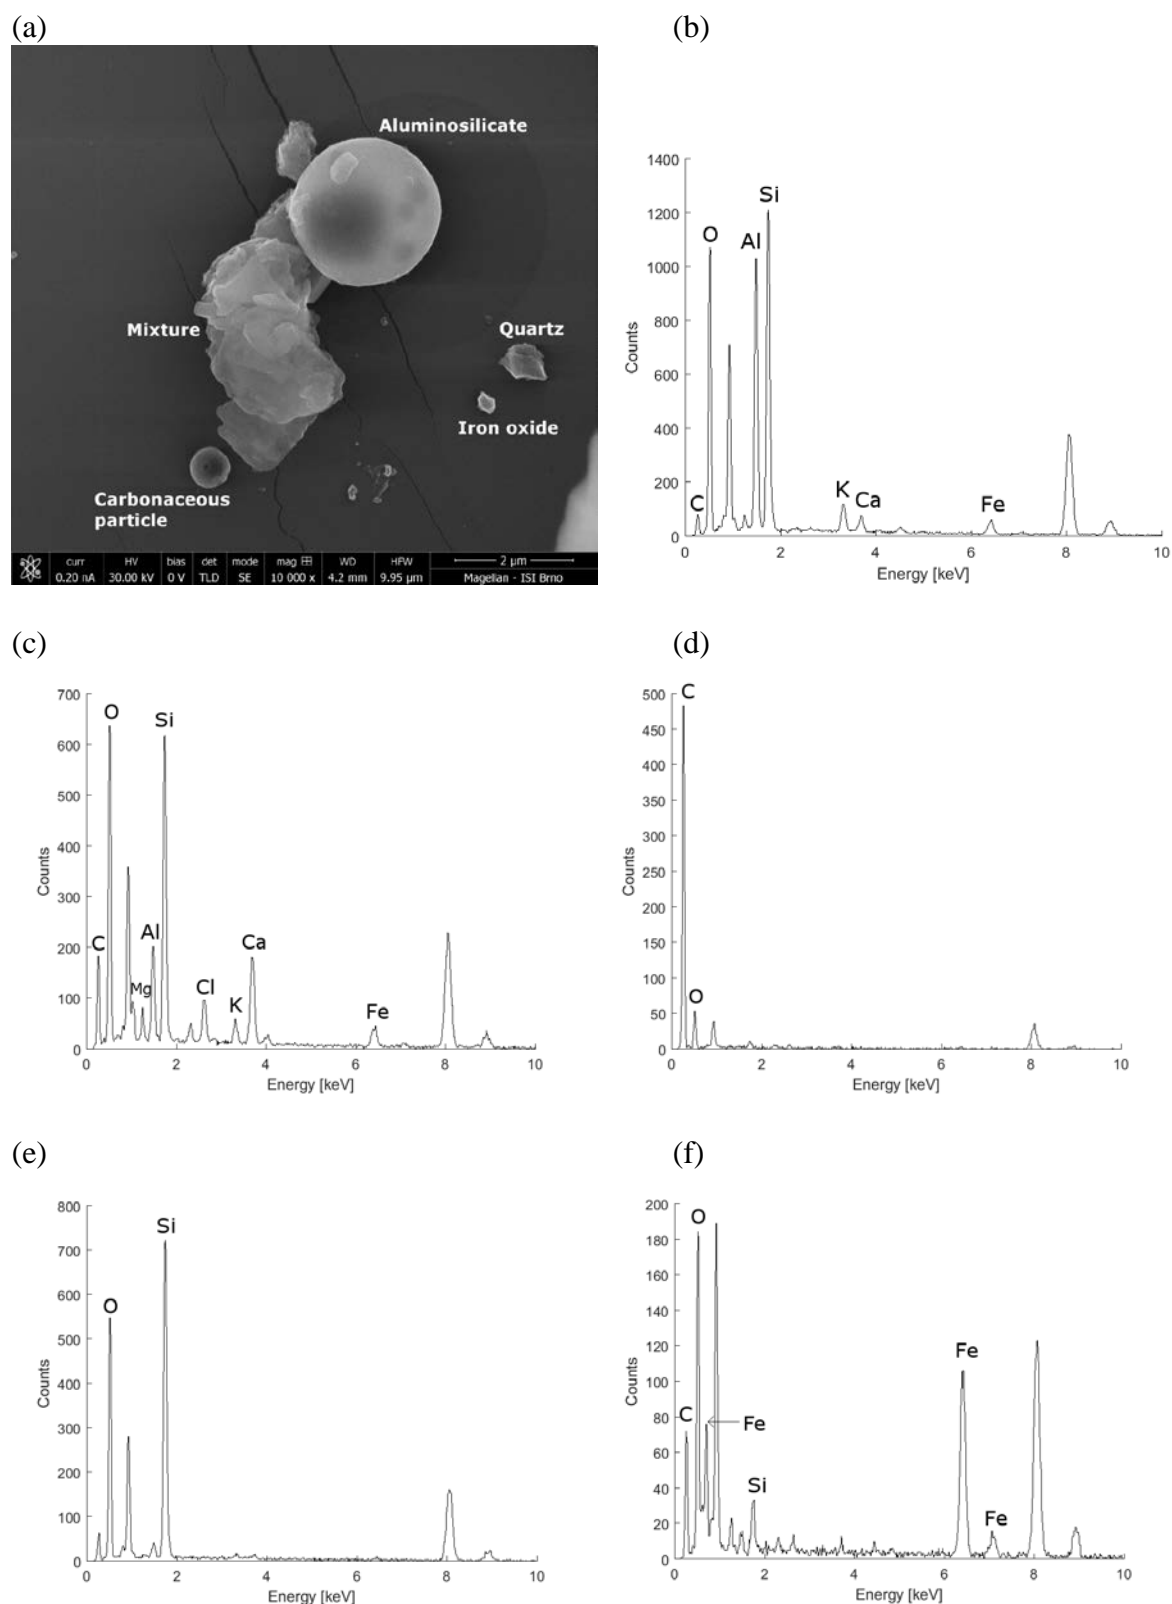 (a)
Aluminosilicate
Mixture
Quartz
Iron oxide
Carbonaceous
particle
curr HV bias det mode mag WD HFW 2 µm
0.20 nA 30.00 kV 0 V TLD SE 10 000 x 4.2 mm 9.95 µm Magellan - ISI Brno
(b)
1400
1200
1000
800
600
400
200
0
Counts
C
O
Al
Si
K
Ca
Fe
0 2 4 6 8 10
Energy [keV]
(c)
700
600
500
400
300
200
100
0
Counts
C
O
Mg
Al
Si
Cl
K
Ca
Fe
0 2 4 6 8 10
Energy [keV]
(d)
500
450
400
350
300
250
200
150
100
50
0
Counts
C
O
0 2 4 6 8 10
Energy [keV]
(e)
800
700
600
500
400
300
200
100
0
Counts
O
Si
0 2 4 6 8 10
Energy [keV]
(f)
200
180
160
140
120
100
80
60
40
20
0
Counts
C
O
Fe
Si
Fe
Fe
0 2 4 6 8 10
Energy [keV]